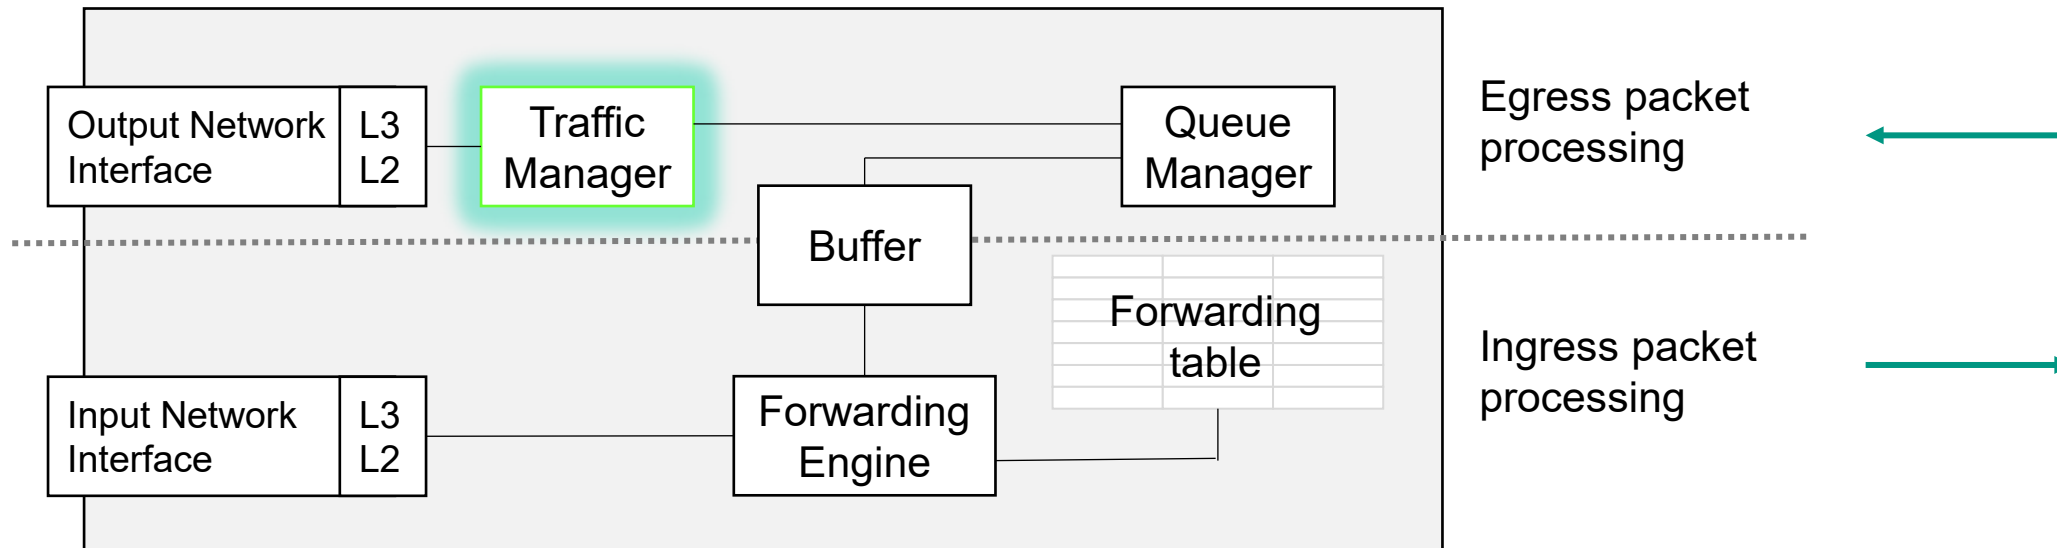 Output Network
Interface
L3
L2
Traffic
Manager
Queue
Manager
Egress packet
processing
Buffer
Forwarding
table
Ingress packet
processing
Input Network
Interface
L3
L2
Forwarding
Engine